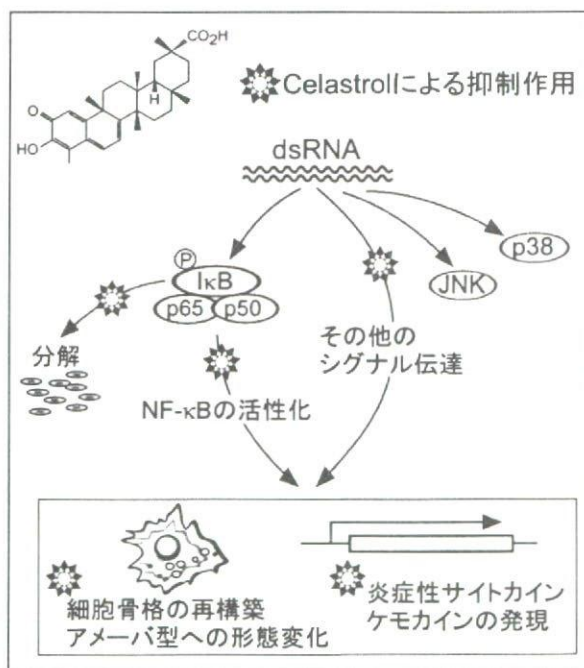 CO₂H
O
H
HO
Celastrolによる抑制作用
dsRNA
p38
JNK
P
IκB
p65
p50
分解
その他の
シグナル伝達
NF-κBの活性化
細胞骨格の再構築
アメーバ型への形態変化
炎症性サイトカイン
ケモカインの発現